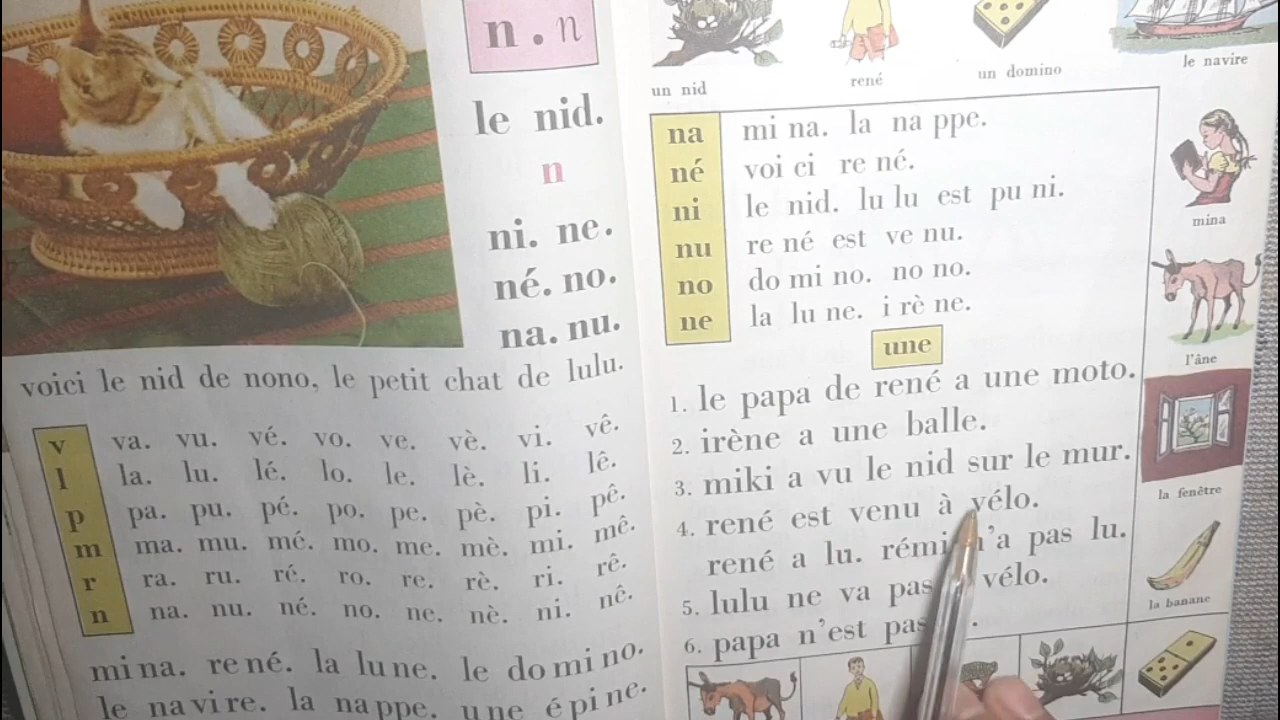 n . n
le nid.
n
ni. ne.
né. no.
na. nu.
voici le nid de nono, le petit chat de lulu.
v va. vu. vé. vo. ve. vè. vi. vê.
l la. lu. lé. lo. le. lè. li. lê.
p pa. pu. pé. po. pe. pè. pi. pê.
m ma. mu. mé. mo. me. mè. mi. mê.
r ra. ru. ré. ro. re. rè. ri. rê.
n na. nu. né. no. ne. nè. ni. nê.
mi na. re né. la lu ne. le do mi no.
le na vi re. la na ppe. u ne é pi ne.
un nid
rené
un domino
le navire
na mi na. la na ppe.
né voi ci re né.
ni le nid. lu lu est pu ni.
nu re né est ve nu.
no do mi no. no no.
ne la lu ne. i rè ne.
une
1. le papa de rené a une moto.
2. irène a une balle.
3. miki a vu le nid sur le mur.
4. rené est venu à vélo.
rené a lu. rémi n'a pas lu.
5. lulu ne va pas vélo.
6. papa n'est pas .
mina
l'âne
la fenêtre
la banane